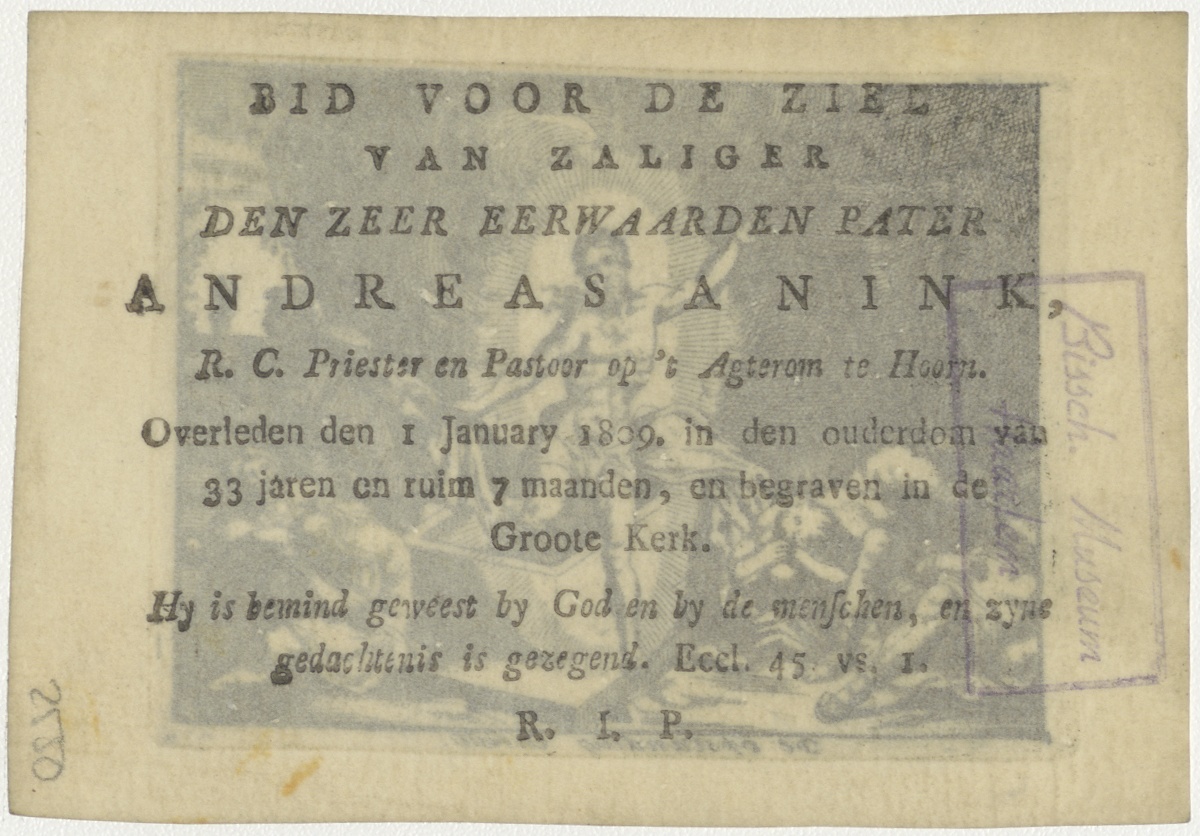 BID VOOR DE ZIEL
VAN ZALIGER
DEN ZEER EERWAARDEN PATER
ANDREAS ANINK,
R. C. Priester en Pastoor op 't Agterom te Hoorn.
Overleden den 1 January 1809. in den ouderdom van
33 jaren en ruim 7 maanden, en begraven in de
Groote Kerk.
Hy is bemind geweest by God en by de menſchen, en zyne
gedachtenis is gezegend. Eccl. 45. vs. 1.
R. I. P.
Bissch. Museum
Haarlem